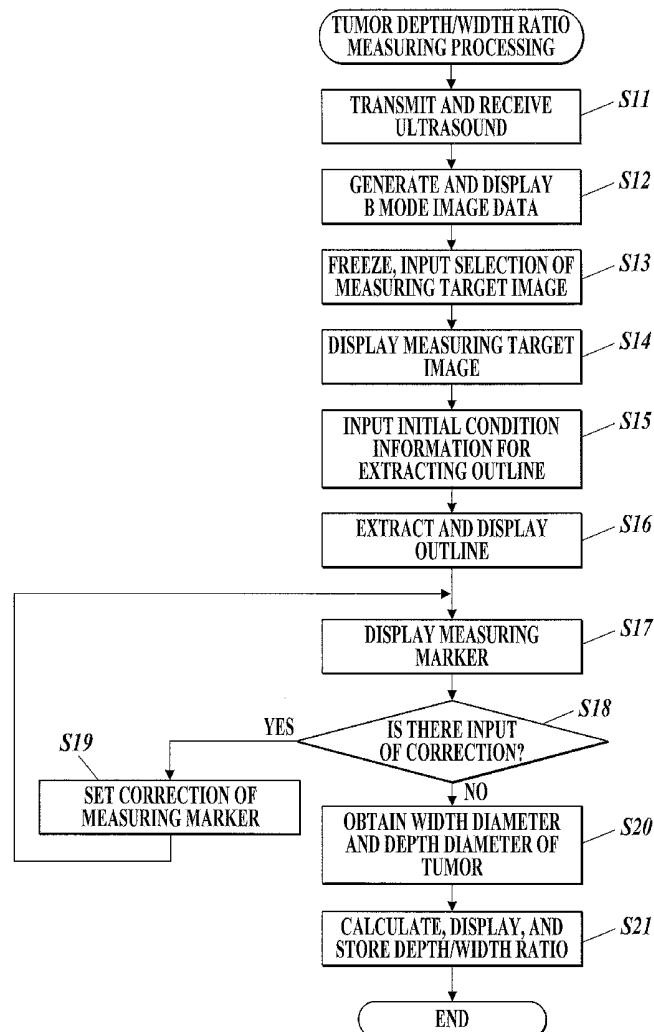 TUMOR DEPTH/WIDTH RATIO
MEASURING PROCESSING
TRANSMIT AND RECEIVE
ULTRASOUND
S11
GENERATE AND DISPLAY
B MODE IMAGE DATA
S12
FREEZE, INPUT SELECTION OF
MEASURING TARGET IMAGE
S13
DISPLAY MEASURING TARGET
IMAGE
S14
INPUT INITIAL CONDITION
INFORMATION FOR
EXTRACTING OUTLINE
S15
EXTRACT AND DISPLAY
OUTLINE
S16
DISPLAY MEASURING
MARKER
S17
IS THERE INPUT
OF CORRECTION?
S18
YES
S19
SET CORRECTION OF
MEASURING MARKER
NO
OBTAIN WIDTH DIAMETER
AND DEPTH DIAMETER OF
TUMOR
S20
CALCULATE, DISPLAY, AND
STORE DEPTH/WIDTH RATIO
S21
END